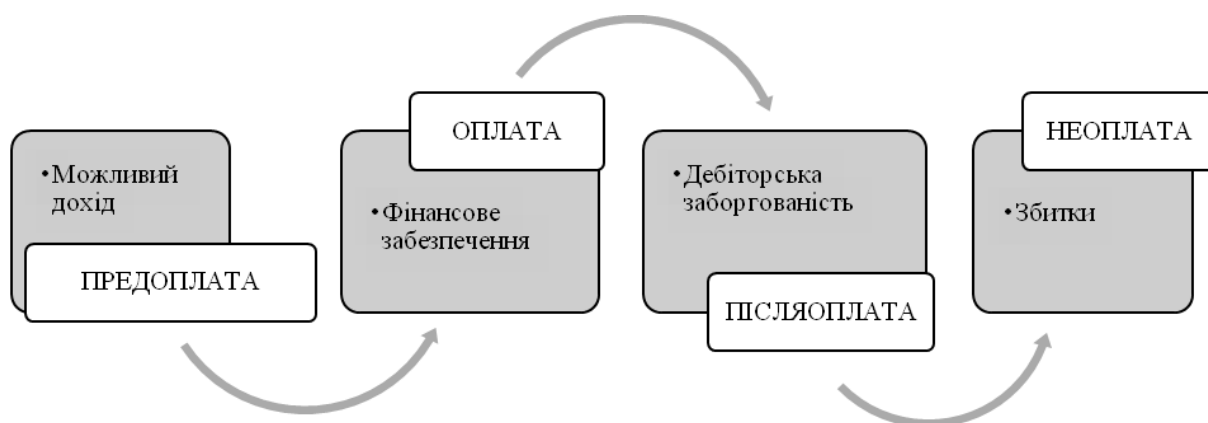 •Можливий
дохід
ПРЕДОПЛАТА
ОПЛАТА
•Фінансове
забезпечення
•Дебіторська
заборгованість
ПІСЛЯОПЛАТА
НЕОПЛАТА
•Збитки